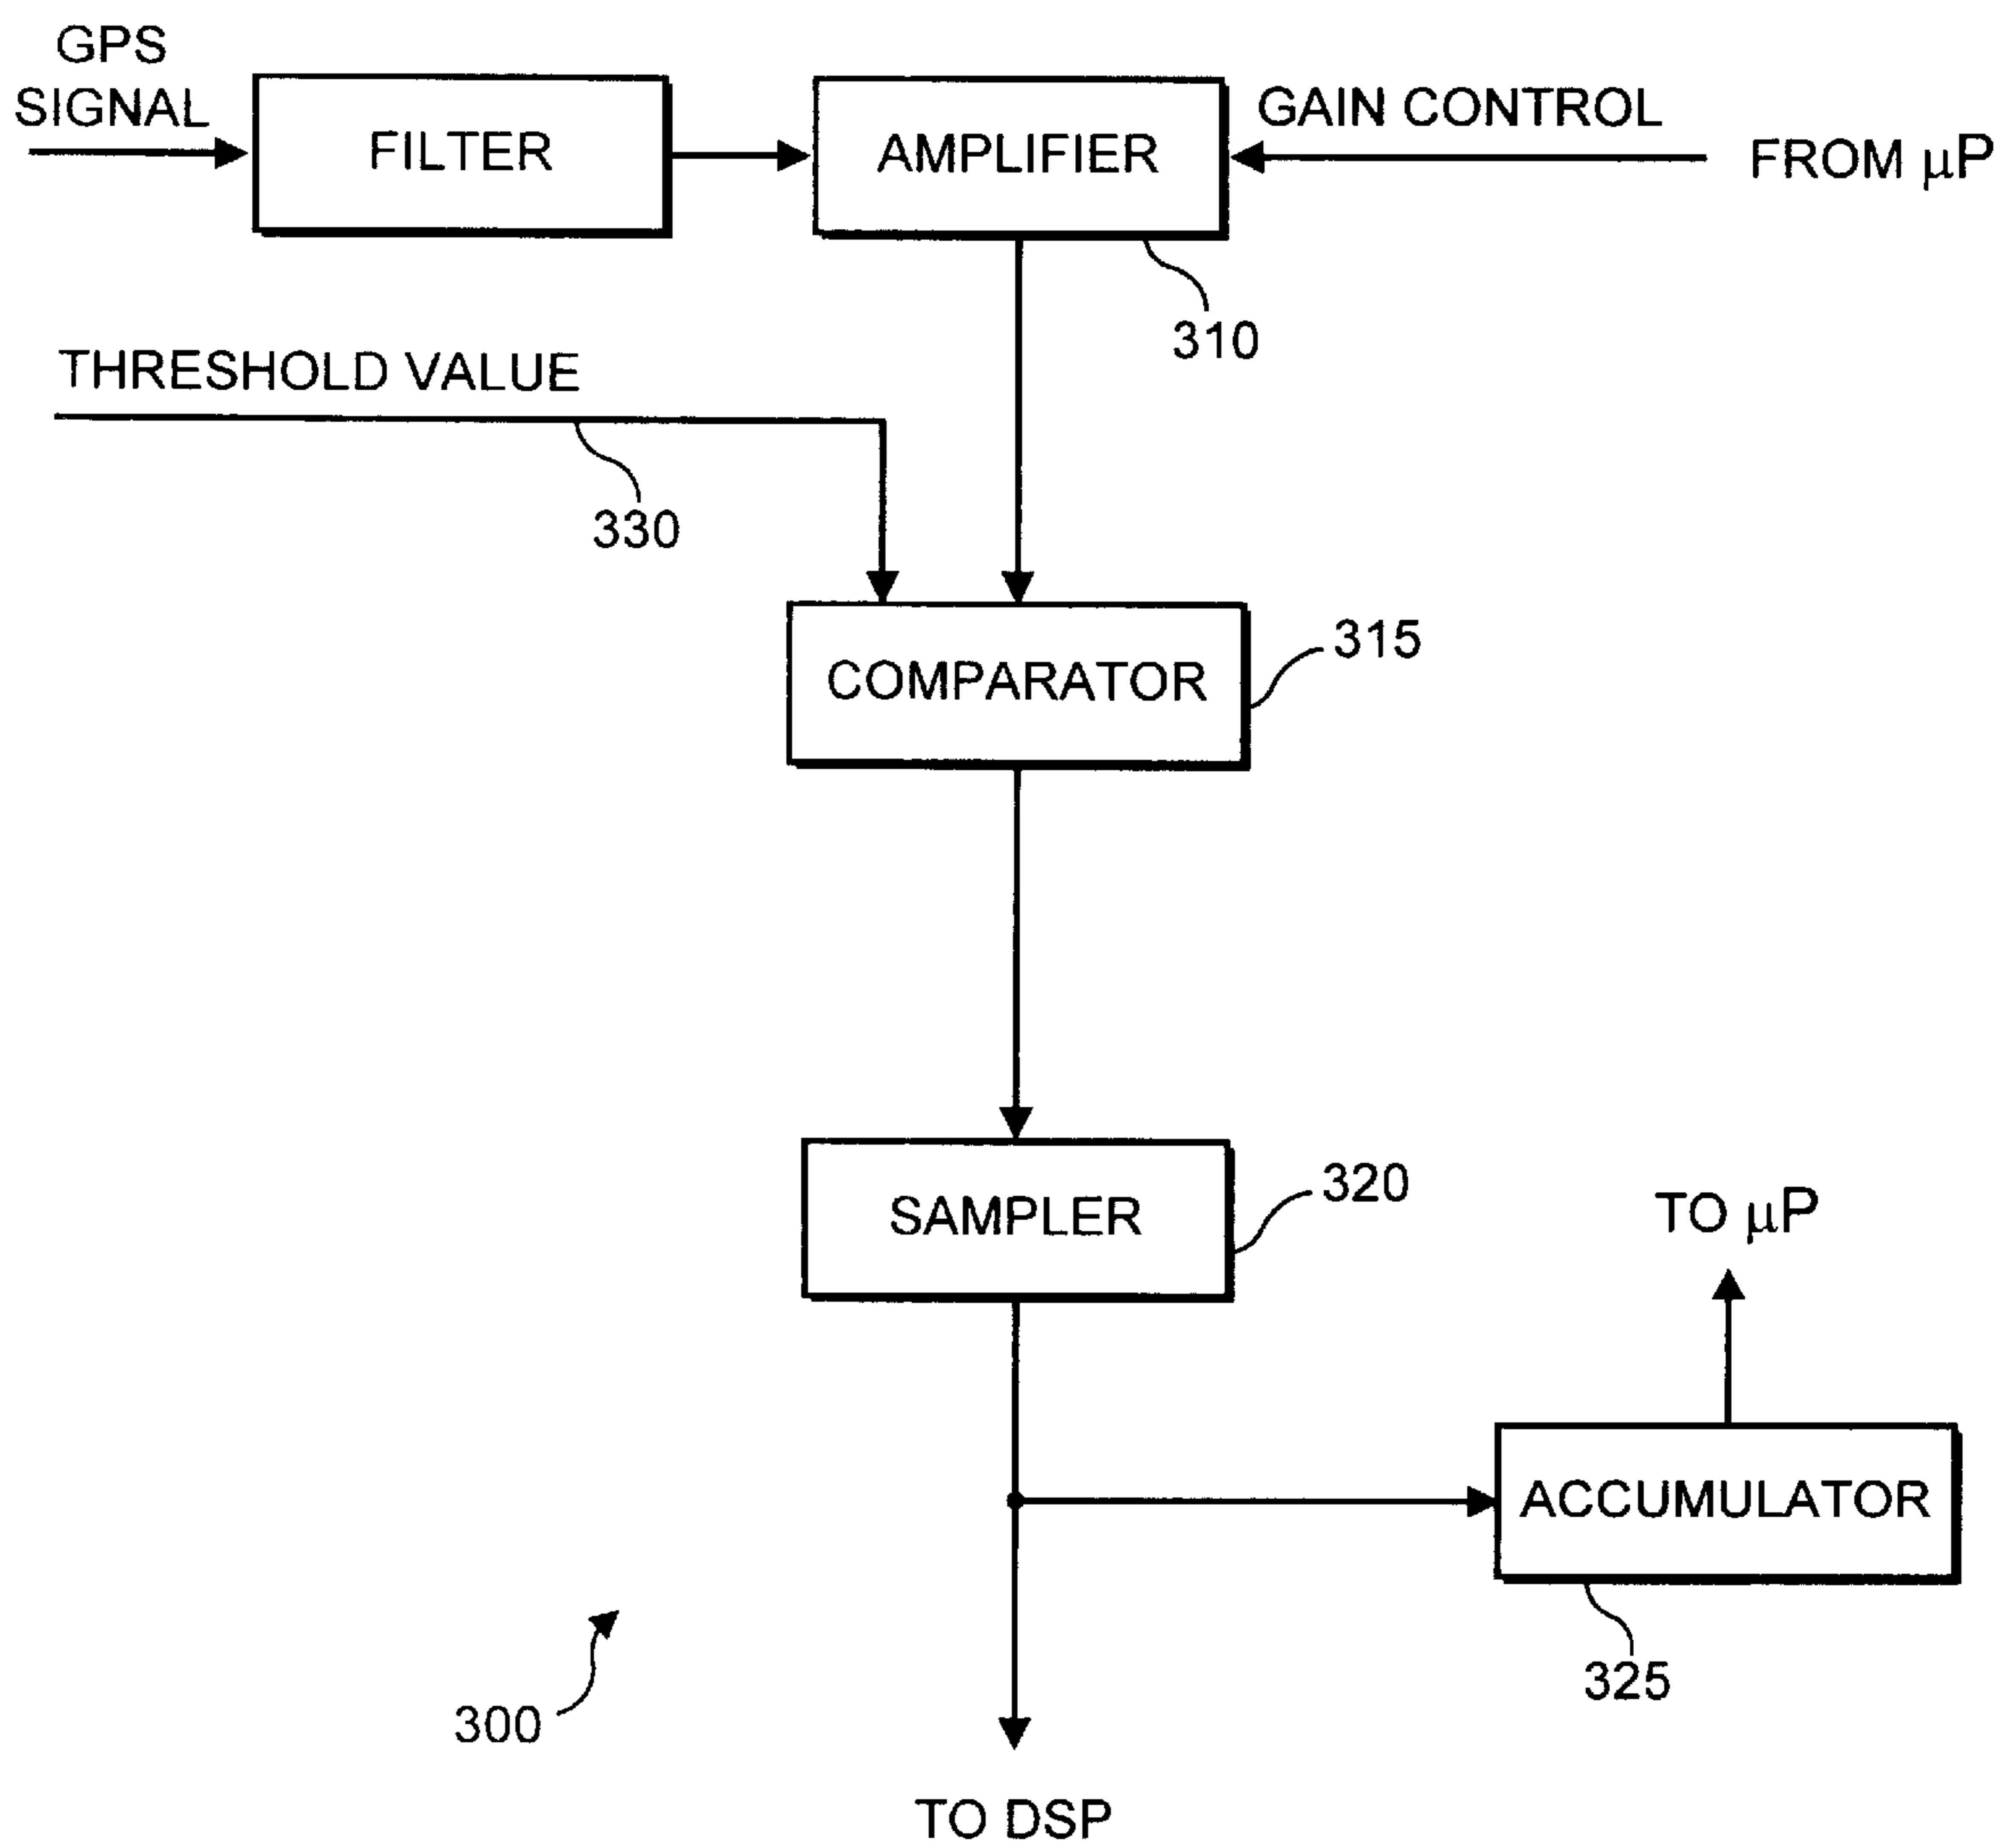 GPS
SIGNAL
FILTER
AMPLIFIER
GAIN CONTROL
FROM µP
310
THRESHOLD VALUE
330
COMPARATOR
315
SAMPLER
320
TO µP
ACCUMULATOR
325
300
TO DSP